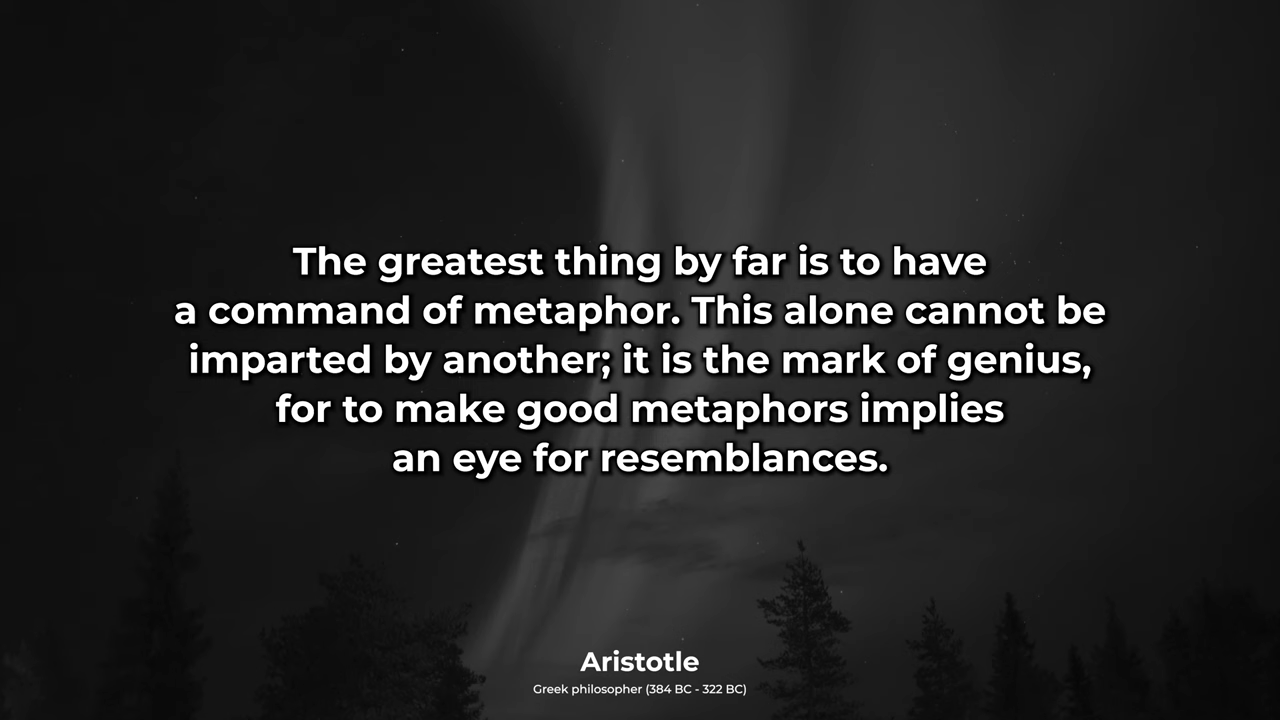 The greatest thing by far is to have
a command of metaphor. This alone cannot be
imparted by another; it is the mark of genius,
for to make good metaphors implies
an eye for resemblances.
Aristotle
Greek philosopher (384 BC - 322 BC)